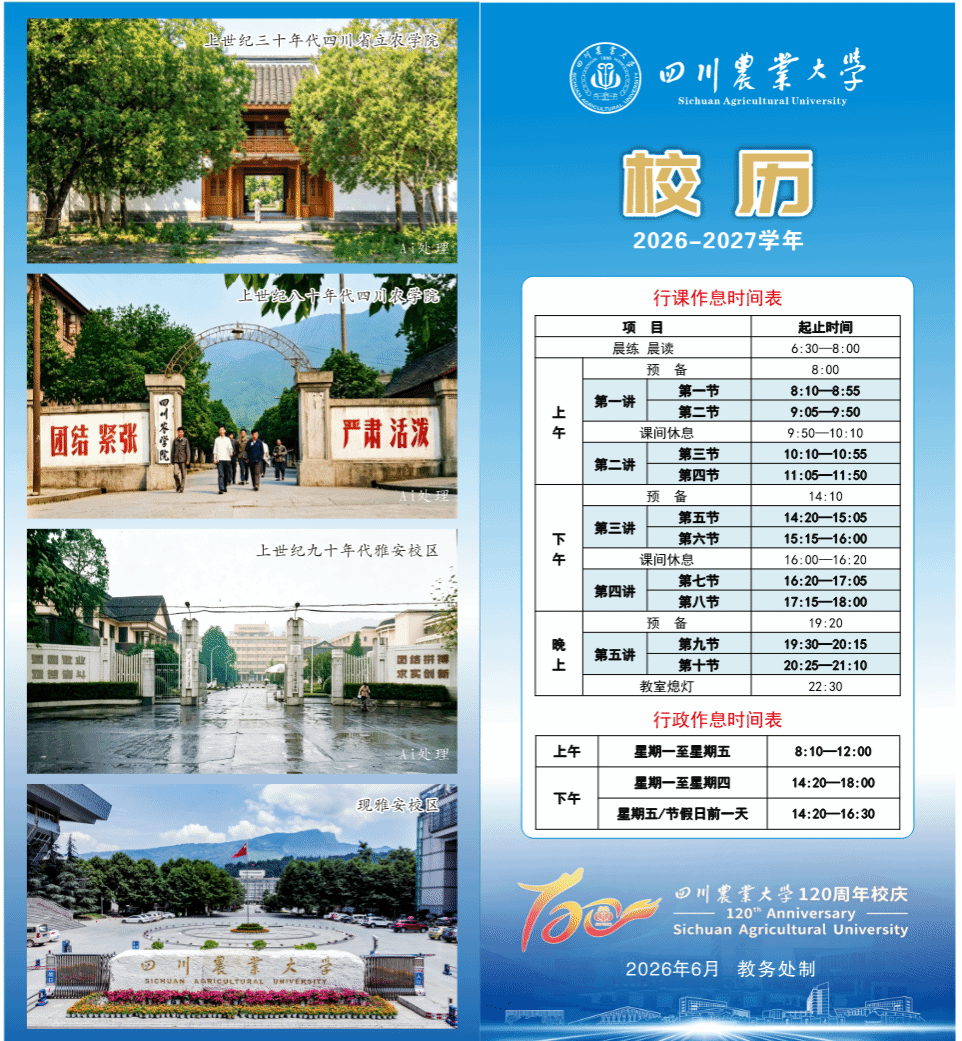 上世纪三十年代四川省立农学院
Ai处理
上世纪八十年代四川农学院
团结 紧张
四川农学院
严肃 活泼
Ai处理
上世纪九十年代雅安校区
团结拼搏
求实创新
Ai处理
现雅安校区
四川農業大学
SICHUAN AGRICULTURAL UNIVERSITY
四川農業大学
Sichuan Agricultural University
校历
2026-2027学年
行课作息时间表
项 目 起止时间
晨练 晨读 6:30—8:00
上午
预 备 8:00
第一讲 第一节 8:10—8:55
第二节 9:05—9:50
课间休息 9:50—10:10
第二讲 第三节 10:10—10:55
第四节 11:05—11:50
下午
预 备 14:10
第三讲 第五节 14:20—15:05
第六节 15:15—16:00
课间休息 16:00—16:20
第四讲 第七节 16:20—17:05
第八节 17:15—18:00
晚上
预 备 19:20
第五讲 第九节 19:30—20:15
第十节 20:25—21:10
教室熄灯 22:30
行政作息时间表
上午 星期一至星期五 8:10—12:00
下午 星期一至星期四 14:20—18:00
星期五/节假日前一天 14:20—16:30
四川農業大学120周年校庆
120th Anniversary
Sichuan Agricultural University
2026年6月 教务处制